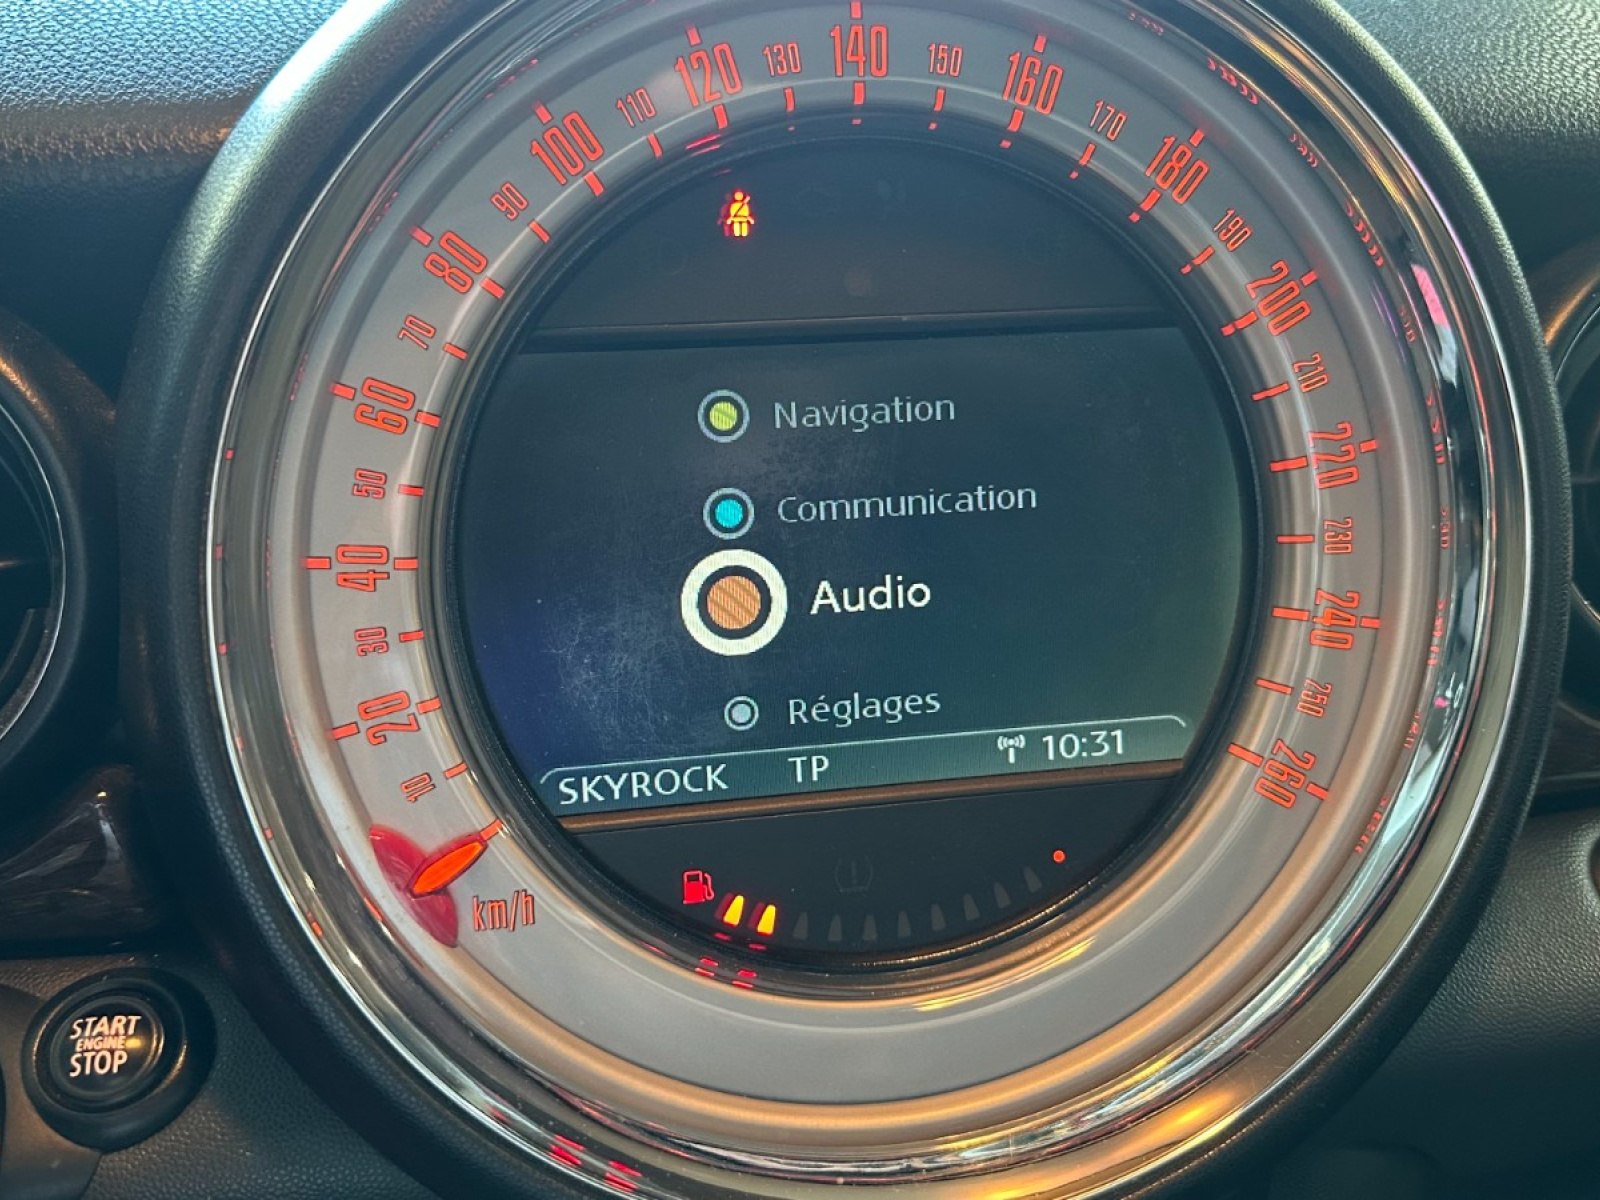 10
20
30
40
50
60
70
80
90
100
110
120
130
140
150
160
170
180
190
200
210
220
230
240
250
260
km/h
Navigation
Communication
Audio
Réglages
SKYROCK TP 10:31
START
ENGINE
STOP